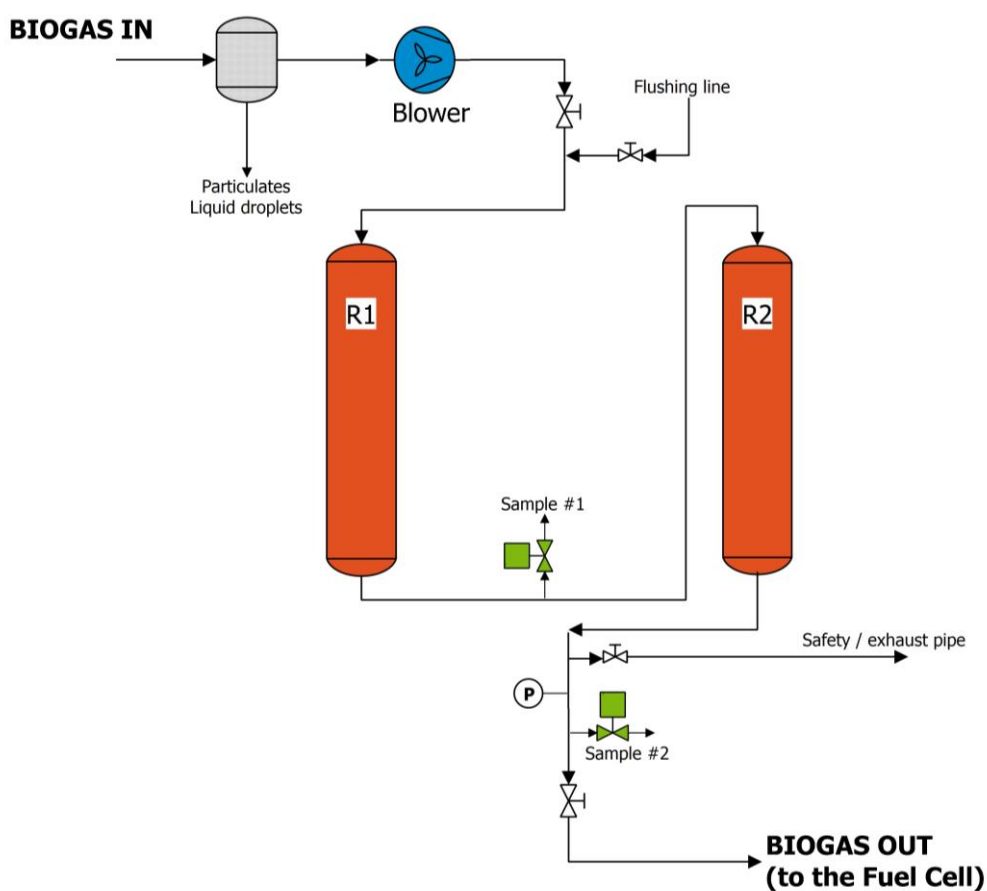 BIOGAS IN
Blower
Flushing line
Particulates
Liquid droplets
R1
R2
Sample #1
Safety / exhaust pipe
P
Sample #2
BIOGAS OUT
(to the Fuel Cell)